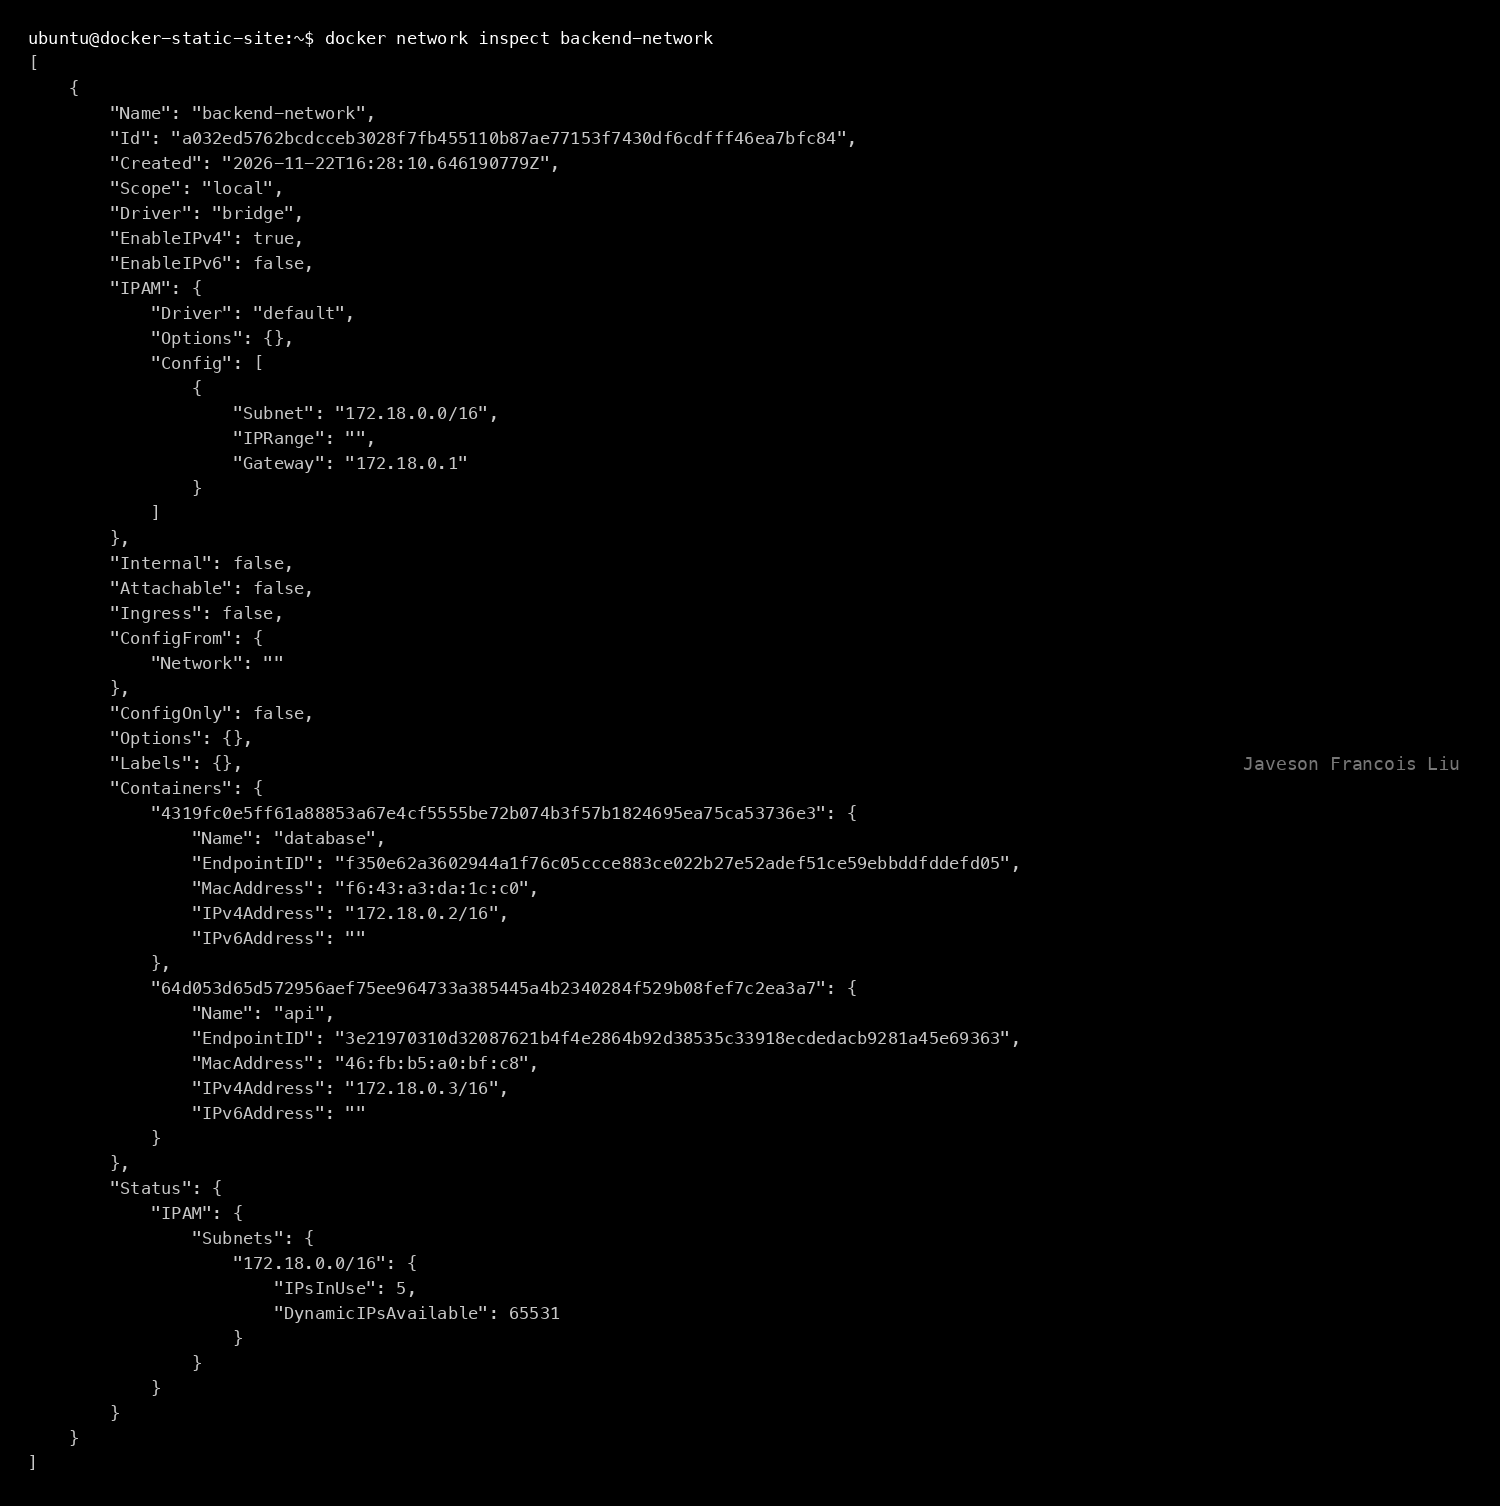 ubuntu@docker-static-site:~$ docker network inspect backend-network
[
    {
        "Name": "backend-network",
        "Id": "a032ed5762bcdcceb3028f7fb455110b87ae77153f7430df6cdfff46ea7bfc84",
        "Created": "2026-11-22T16:28:10.646190779Z",
        "Scope": "local",
        "Driver": "bridge",
        "EnableIPv4": true,
        "EnableIPv6": false,
        "IPAM": {
            "Driver": "default",
            "Options": {},
            "Config": [
                {
                    "Subnet": "172.18.0.0/16",
                    "IPRange": "",
                    "Gateway": "172.18.0.1"
                }
            ]
        },
        "Internal": false,
        "Attachable": false,
        "Ingress": false,
        "ConfigFrom": {
            "Network": ""
        },
        "ConfigOnly": false,
        "Options": {},
        "Labels": {},
Javeson Francois Liu
        "Containers": {
            "4319fc0e5ff61a88853a67e4cf5555be72b074b3f57b1824695ea75ca53736e3": {
                "Name": "database",
                "EndpointID": "f350e62a3602944a1f76c05ccce883ce022b27e52adef51ce59ebbddfddefd05",
                "MacAddress": "f6:43:a3:da:1c:c0",
                "IPv4Address": "172.18.0.2/16",
                "IPv6Address": ""
            },
            "64d053d65d572956aef75ee964733a385445a4b2340284f529b08fef7c2ea3a7": {
                "Name": "api",
                "EndpointID": "3e21970310d32087621b4f4e2864b92d38535c33918ecdedacb9281a45e69363",
                "MacAddress": "46:fb:b5:a0:bf:c8",
                "IPv4Address": "172.18.0.3/16",
                "IPv6Address": ""
            }
        },
        "Status": {
            "IPAM": {
                "Subnets": {
                    "172.18.0.0/16": {
                        "IPsInUse": 5,
                        "DynamicIPsAvailable": 65531
                    }
                }
            }
        }
    }
]